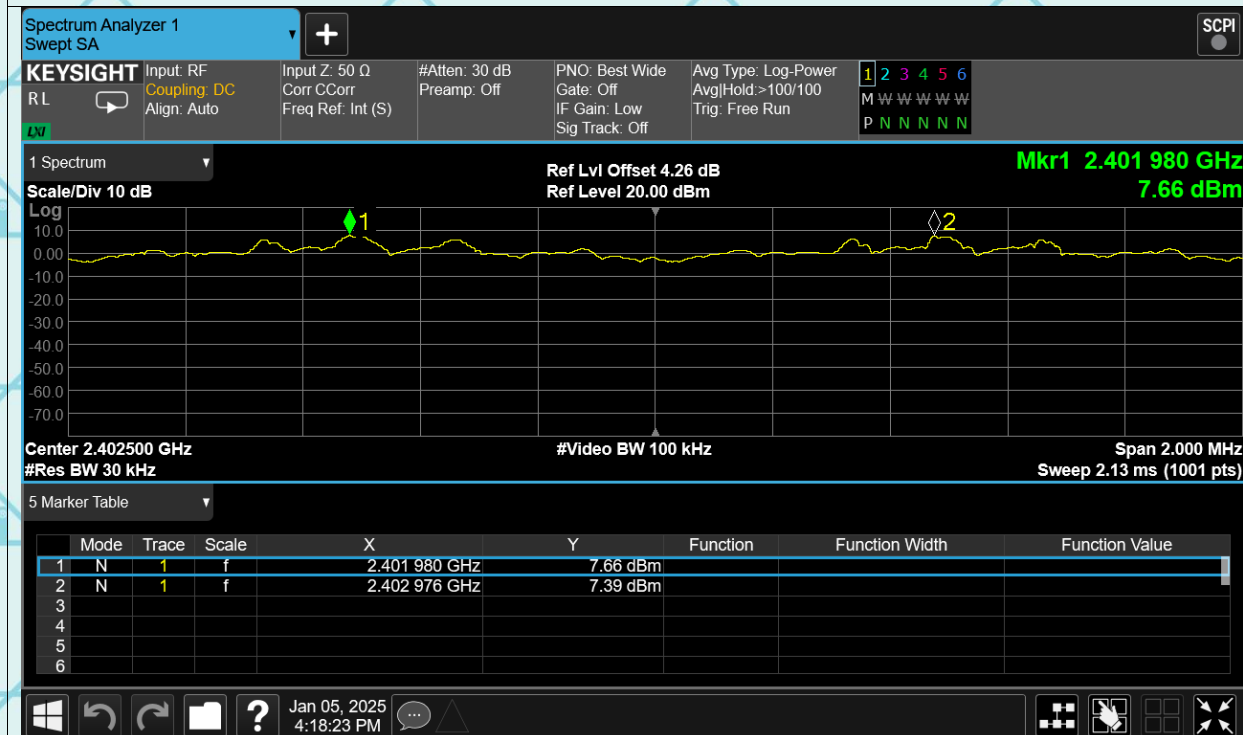 Spectrum Analyzer 1
Swept SA
+
SCPI
KEYSIGHT
RL
LXI
Input: RF
Coupling: DC
Align: Auto
Input Z: 50 Ω
Corr CCorr
Freq Ref: Int (S)
#Atten: 30 dB
Preamp: Off
PNO: Best Wide
Gate: Off
IF Gain: Low
Sig Track: Off
Avg Type: Log-Power
Avg|Hold:>100/100
Trig: Free Run
1 2 3 4 5 6
M W W W W W W
P N N N N N
1 Spectrum
Scale/Div 10 dB
Ref Lvl Offset 4.26 dB
Ref Level 20.00 dBm
Mkr1 2.401 980 GHz
7.66 dBm
Log
10.0
0.00
-10.0
-20.0
-30.0
-40.0
-50.0
-60.0
-70.0
1
2
Center 2.402500 GHz
#Video BW 100 kHz
Span 2.000 MHz
#Res BW 30 kHz
Sweep 2.13 ms (1001 pts)
5 Marker Table
Mode Trace Scale X Y Function Function Width Function Value
1 N 1 f 2.401 980 GHz 7.66 dBm
2 N 1 f 2.402 976 GHz 7.39 dBm
3
4
5
6
?
Jan 05, 2025
4:18:23 PM